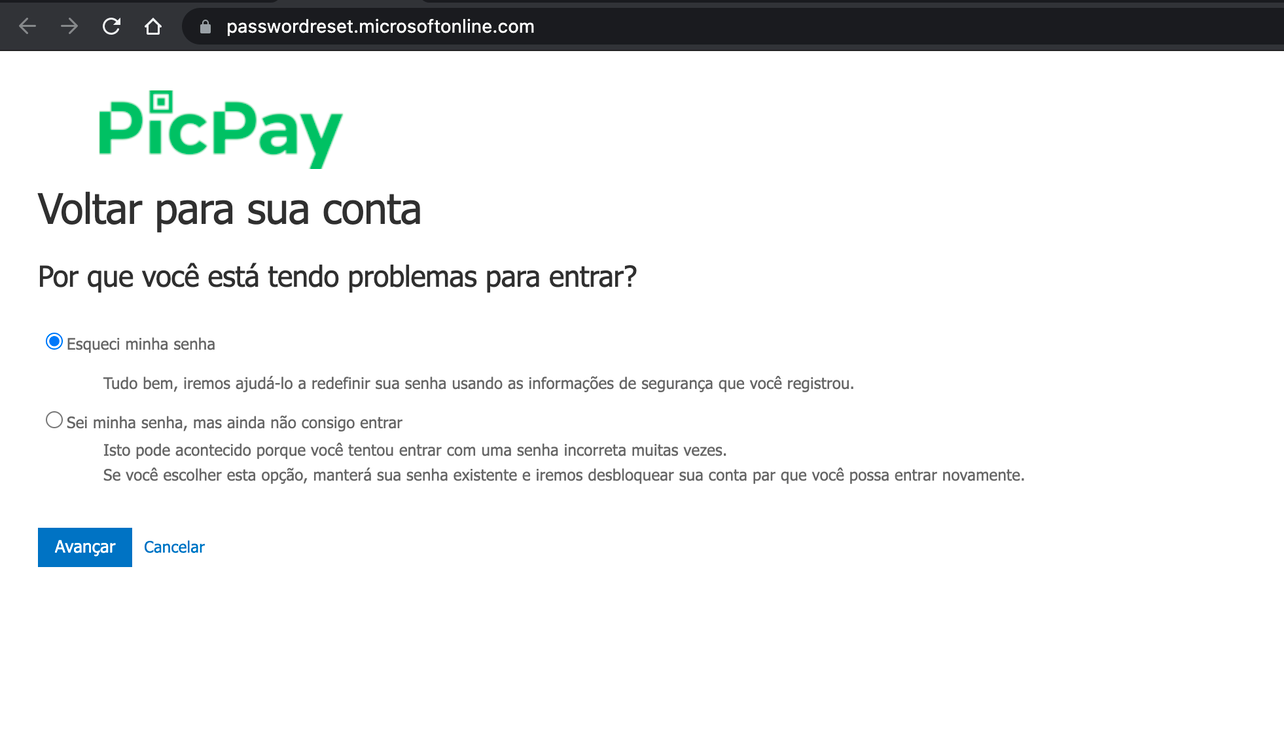 passwordreset.microsoftonline.com
PicPay
Voltar para sua conta
Por que você está tendo problemas para entrar?
Esqueci minha senha
Tudo bem, iremos ajudá-lo a redefinir sua senha usando as informações de segurança que você registrou.
Sei minha senha, mas ainda não consigo entrar
Isto pode acontecido porque você tentou entrar com uma senha incorreta muitas vezes.
Se você escolher esta opção, manterá sua senha existente e iremos desbloquear sua conta par que você possa entrar novamente.
Avançar Cancelar